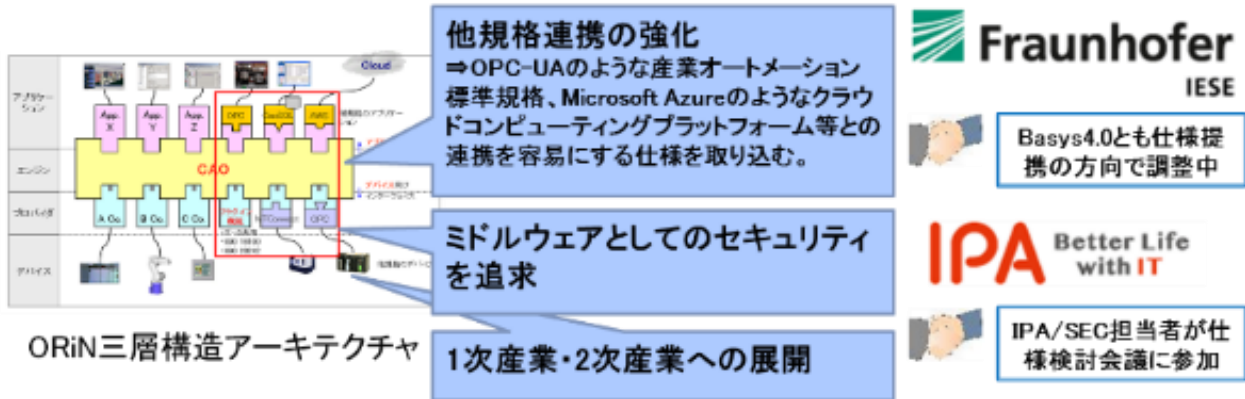 他規格連携の強化
⇒OPC-UAのような産業オートメーション
標準規格、Microsoft Azureのようなクラウ
ドコンピューティングプラットフォーム等との
連携を容易にする仕様を取り込む。
ミドルウェアとしてのセキュリティ
を追求
1次産業・2次産業への展開
Fraunhofer
IESE
Basys4.0とも仕様提
携の方向で調整中
IPA Better Life
with IT
IPA/SEC担当者が仕
様検討会議に参加
Cloud
アプリケー
ション
App. X
App. Y
App. Z
OPC
エンジン
CAO
プロバイダ
A Co.
B Co.
C Co.
OPC
デバイス
ORiN三層構造アーキテクチャ